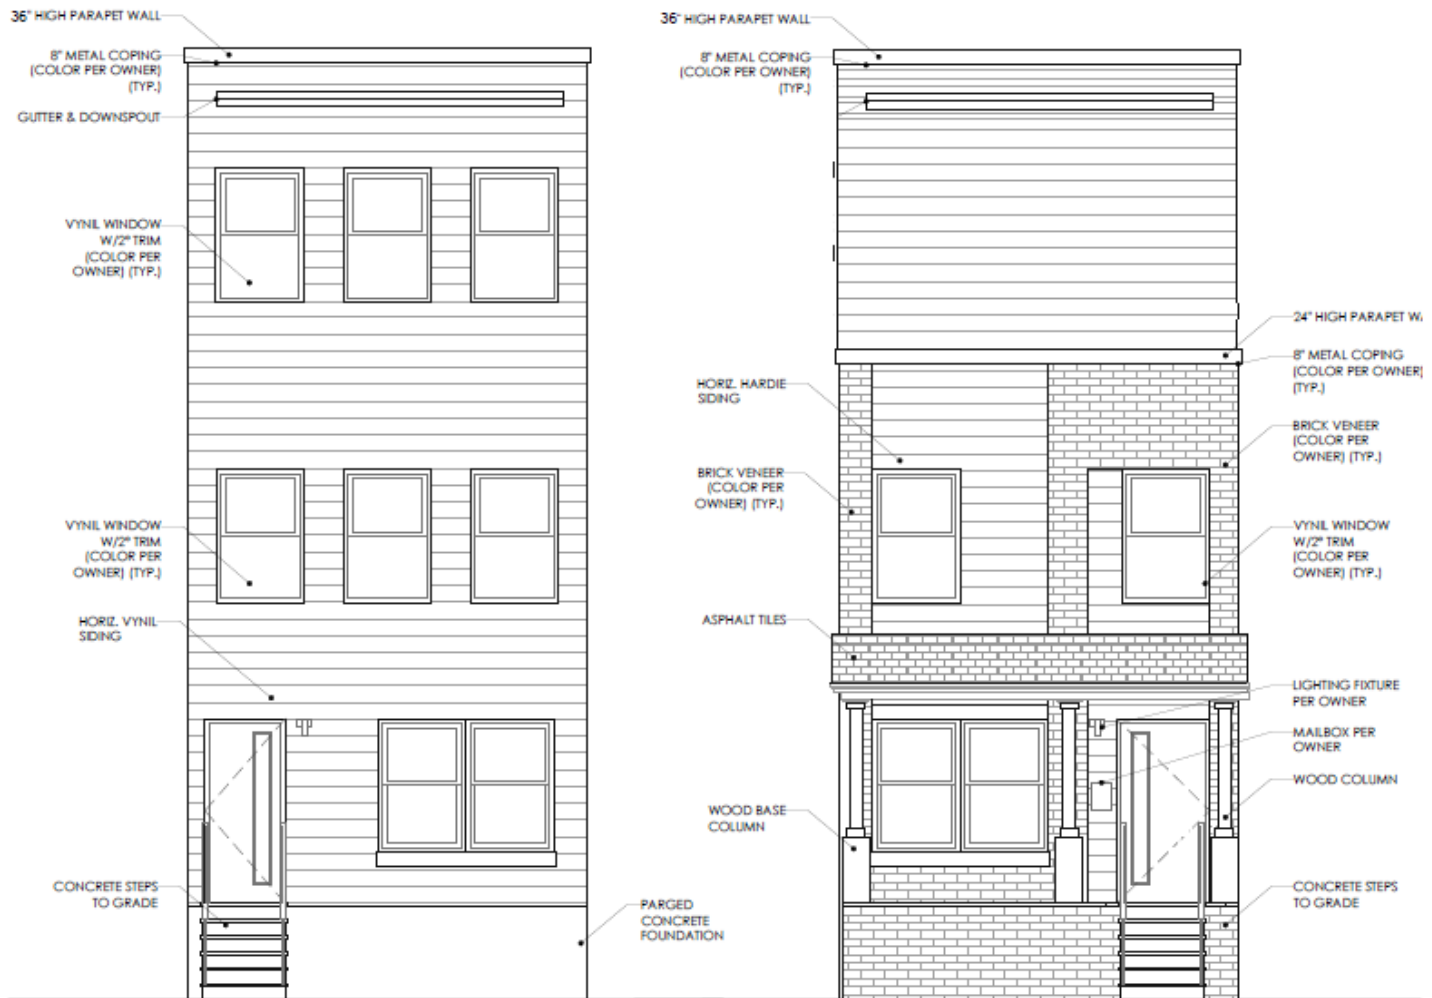 36" HIGH PARAPET WALL
8" METAL COPING
(COLOR PER OWNER)
(TYP.)
GUTTER & DOWNSPOUT
VYNIL WINDOW
W/2" TRIM
(COLOR PER
OWNER) (TYP.)
VYNIL WINDOW
W/2" TRIM
(COLOR PER
OWNER) (TYP.)
HORIZ. VYNIL
SIDING
CONCRETE STEPS
TO GRADE
PARGED
CONCRETE
FOUNDATION
36" HIGH PARAPET WALL
8" METAL COPING
(COLOR PER OWNER)
(TYP.)
HORIZ. HARDIE
SIDING
BRICK VENEER
(COLOR PER
OWNER) (TYP.)
ASPHALT TILES
WOOD BASE
COLUMN
24" HIGH PARAPET WA
8" METAL COPING
(COLOR PER OWNER)
(TYP.)
BRICK VENEER
(COLOR PER
OWNER) (TYP.)
VYNIL WINDOW
W/2" TRIM
(COLOR PER
OWNER) (TYP.)
LIGHTING FIXTURE
PER OWNER
MAILBOX PER
OWNER
WOOD COLUMN
CONCRETE STEPS
TO GRADE